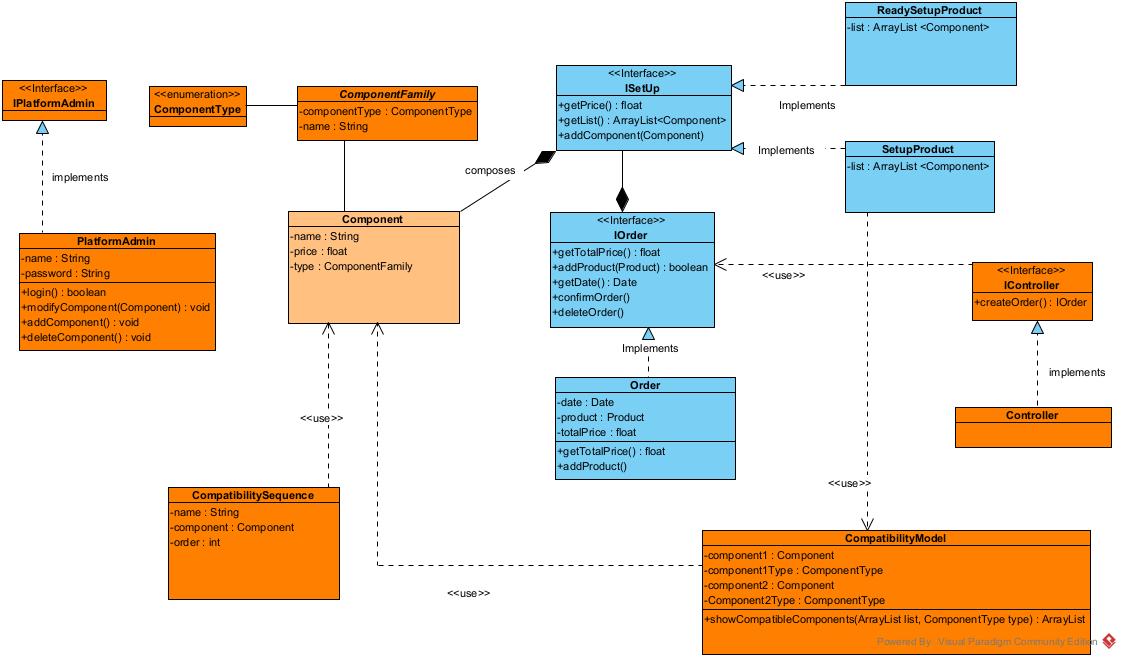 ReadySetupProduct
-list : ArrayList <Component>
<<Interface>>
IPlatformAdmin
<<enumeration>>
ComponentType
ComponentFamily
-componentType : ComponentType
-name : String
<<Interface>>
ISetUp
+getPrice() : float
+getList() : ArrayList<Component>
+addComponent(Component)
Implements
Implements
SetupProduct
-list : ArrayList <Component>
implements
composes
PlatformAdmin
-name : String
-password : String
+login() : boolean
+modifyComponent(Component) : void
+addComponent() : void
+deleteComponent() : void
Component
-name : String
-price : float
-type : ComponentFamily
<<Interface>>
IOrder
+getTotalPrice() : float
+addProduct(Product) : boolean
+getDate() : Date
+confirmOrder()
+deleteOrder()
<<use>>
<<Interface>>
IController
+createOrder() : IOrder
Implements
implements
Order
-date : Date
-product : Product
-totalPrice : float
+getTotalPrice() : float
+addProduct()
Controller
<<use>>
<<use>>
CompatibilitySequence
-name : String
-component : Component
-order : int
CompatibilityModel
-component1 : Component
-component1Type : ComponentType
-component2 : Component
-Component2Type : ComponentType
+showCompatibleComponents(ArrayList list, ComponentType type) : ArrayList
<<use>>
Powered By Visual Paradigm Community Edition